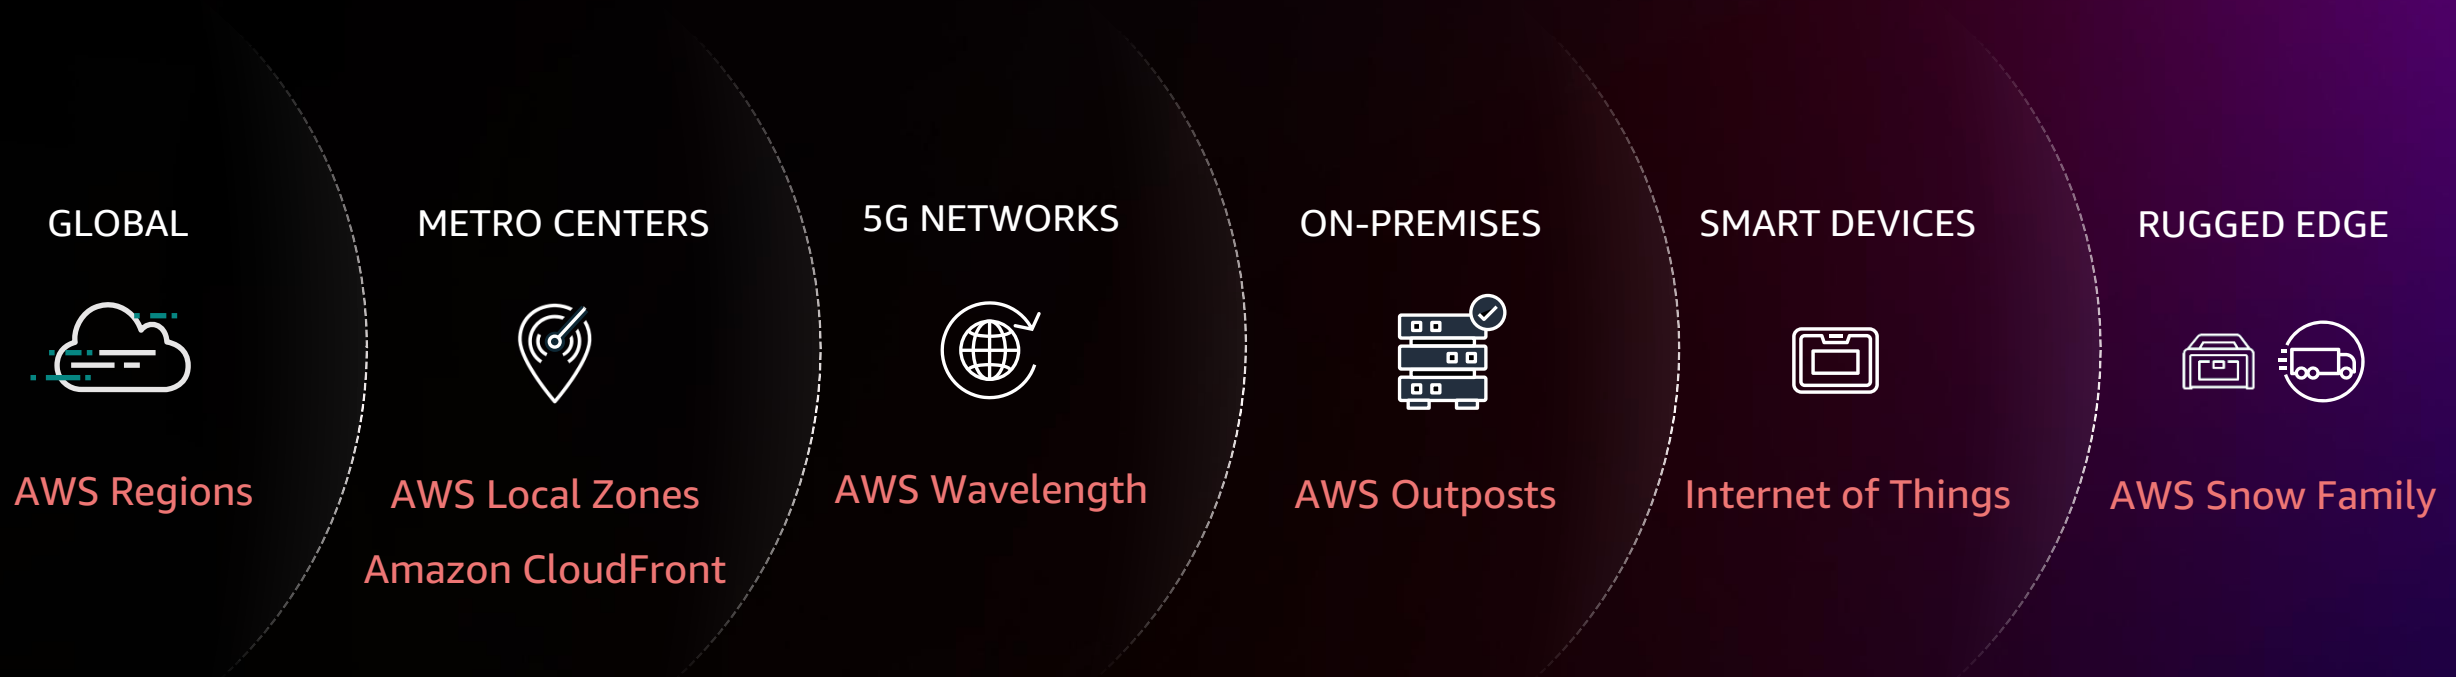 GLOBAL
AWS Regions
METRO CENTERS
AWS Local Zones
Amazon CloudFront
5G NETWORKS
AWS Wavelength
ON-PREMISES
AWS Outposts
SMART DEVICES
Internet of Things
RUGGED EDGE
AWS Snow Family